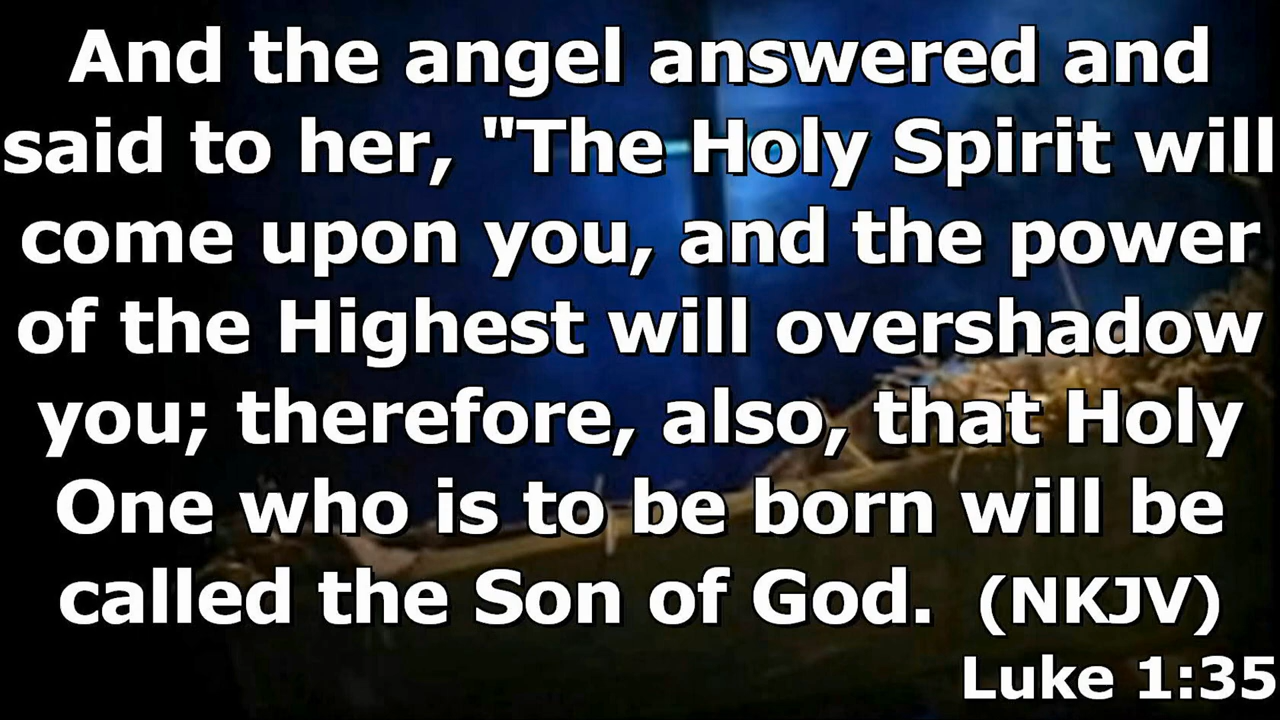 And the angel answered and
said to her, "The Holy Spirit will
come upon you, and the power
of the Highest will overshadow
you; therefore, also, that Holy
One who is to be born will be
called the Son of God.  (NKJV)
Luke 1:35